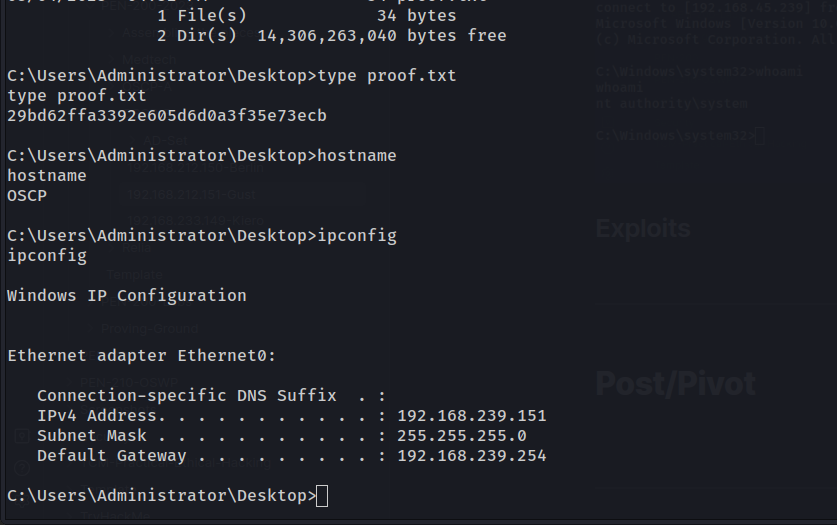 1 File(s) 34 bytes
2 Dir(s) 14,306,263,040 bytes free
C:\Users\Administrator\Desktop>type proof.txt
type proof.txt
29bd62ffa3392e605d6d0a3f35e73ecb
C:\Users\Administrator\Desktop>hostname
hostname
OSCP
C:\Users\Administrator\Desktop>ipconfig
ipconfig
Windows IP Configuration
Ethernet adapter Ethernet0:
Connection-specific DNS Suffix . :
IPv4 Address. . . . . . . . . . . : 192.168.239.151
Subnet Mask . . . . . . . . . . . : 255.255.255.0
Default Gateway . . . . . . . . . : 192.168.239.254
C:\Users\Administrator\Desktop>
connect to [192.168.45.239] fr
Microsoft Windows [Version 10
(c) Microsoft Corporation. All
C:\Windows\system32>whoami
whoami
nt authority\system
C:\Windows\system32>
Exploits
Post/Pivot
Template
Proving-Ground